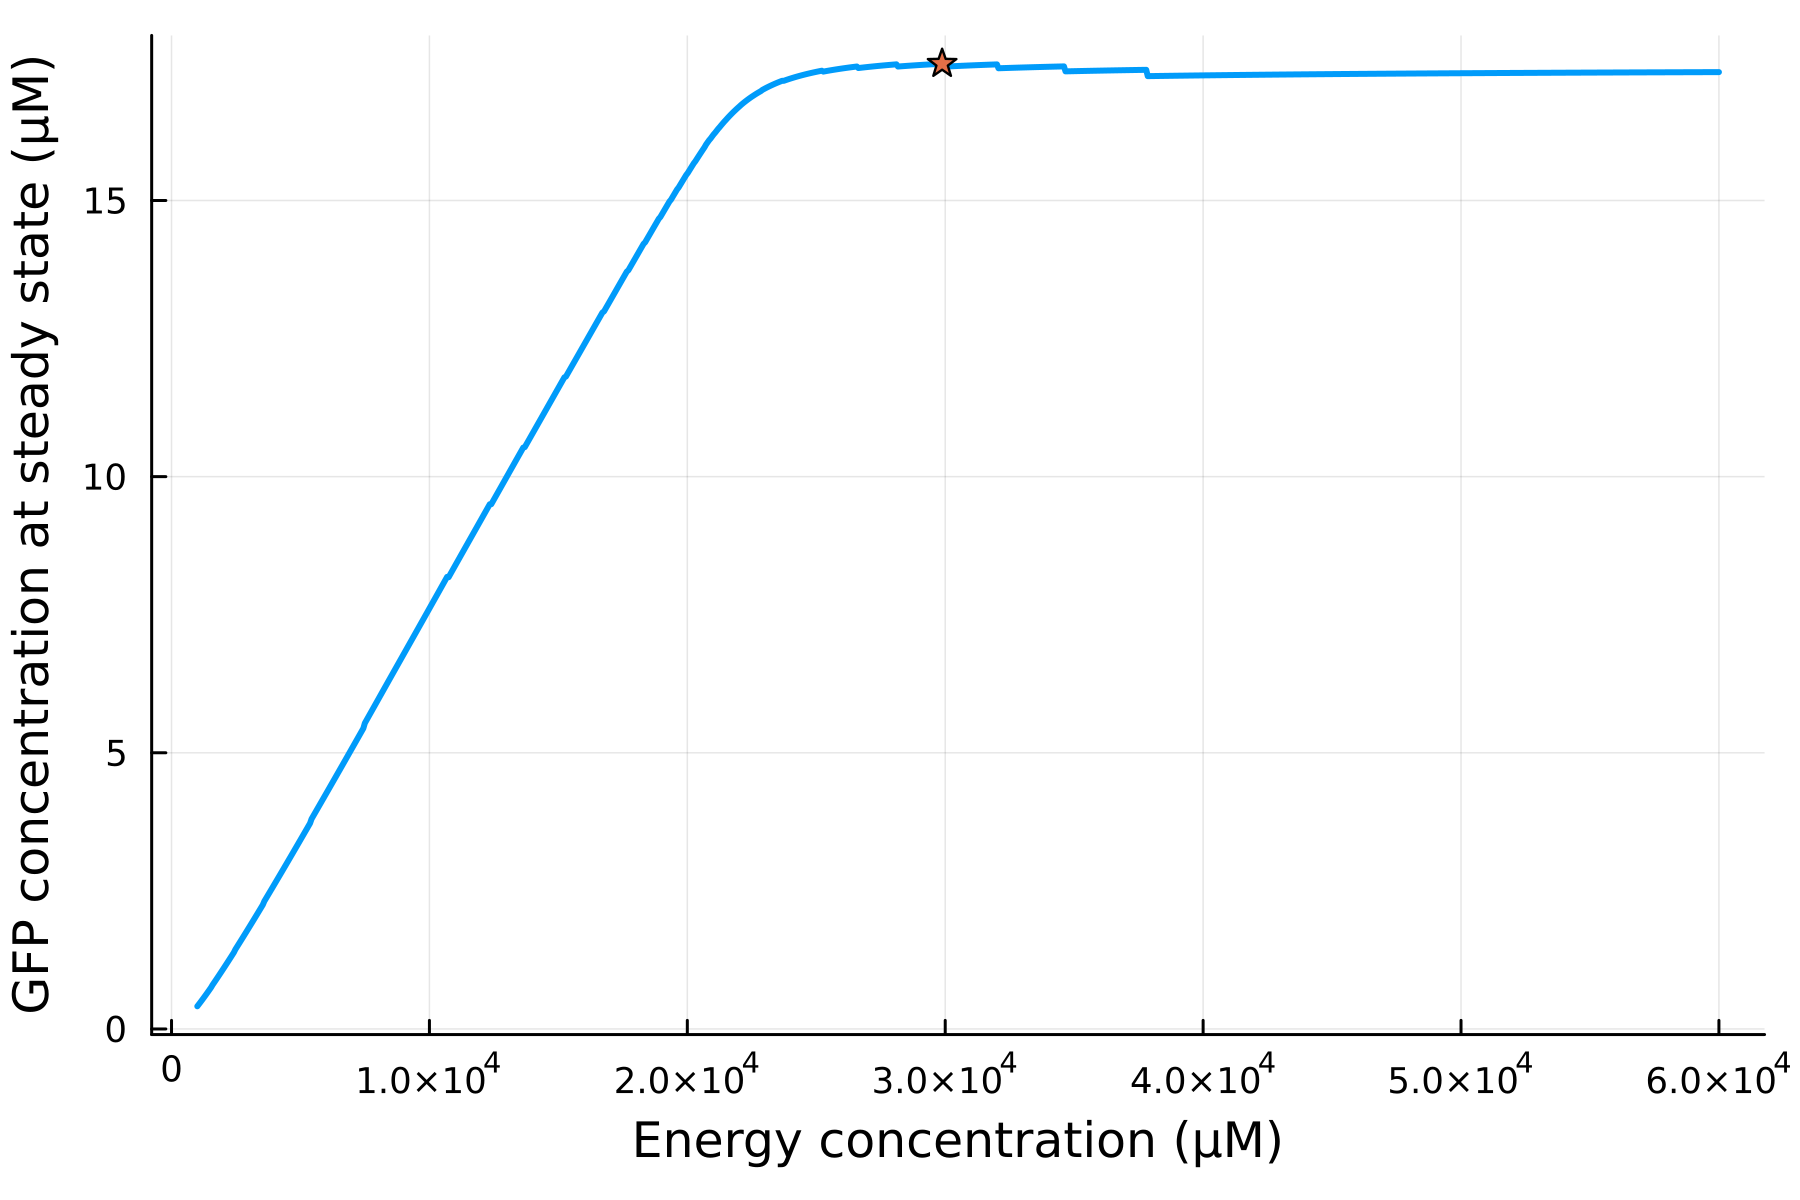 GFP concentration at steady state (μM)
15
10
5
0
0 1.0×10⁴ 2.0×10⁴ 3.0×10⁴ 4.0×10⁴ 5.0×10⁴ 6.0×10⁴
Energy concentration (μM)